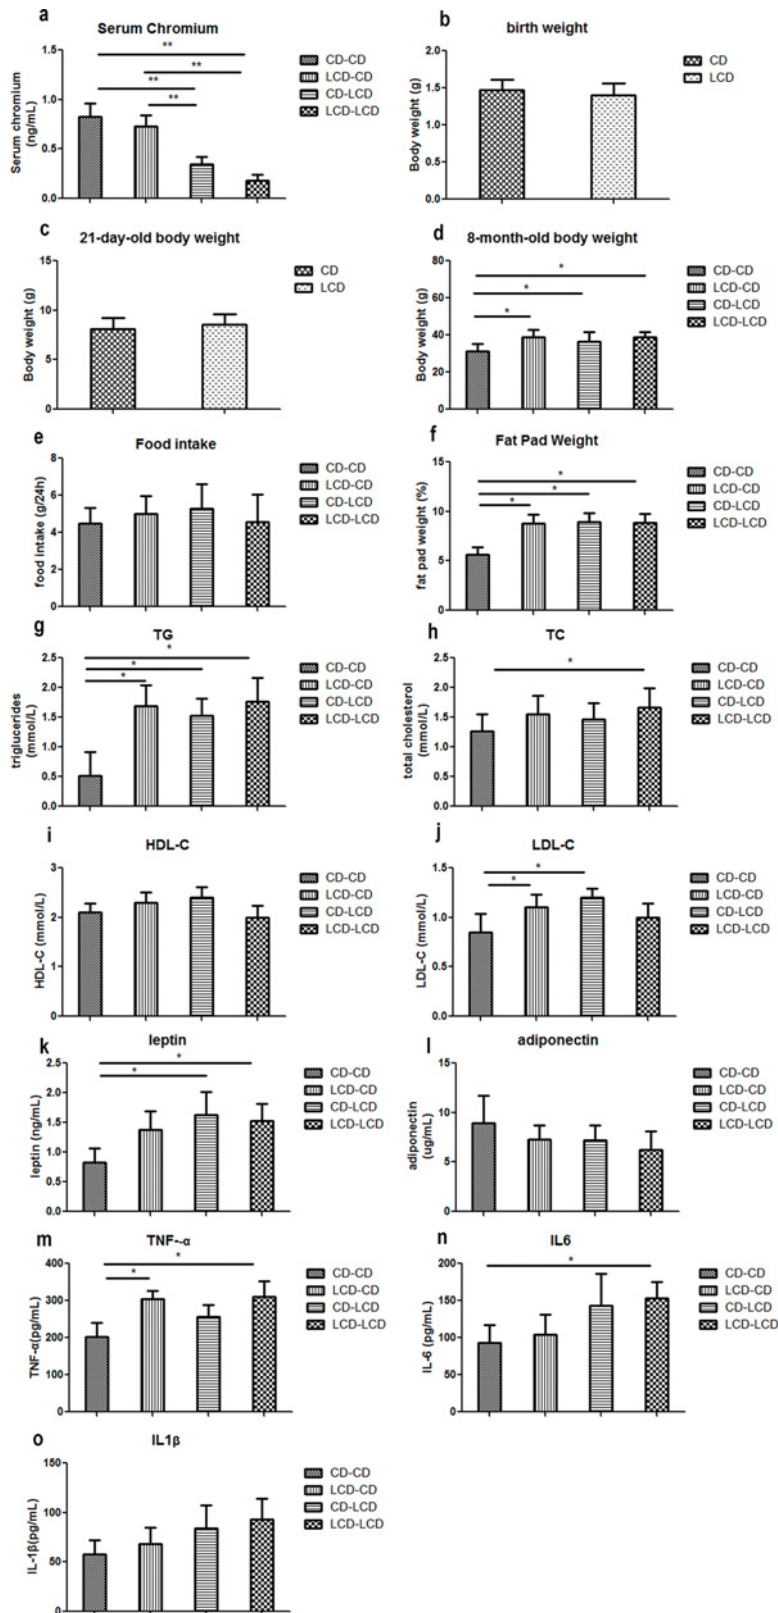 a
Serum Chromium
Serum chromium
(ng/mL)
1.5
1.0
0.5
0.0
**
**
**
**
CD-CD
LCD-CD
CD-LCD
LCD-LCD
b
birth weight
Body weight (g)
2.0
1.5
1.0
0.5
0.0
CD
LCD
c
21-day-old body weight
Body weight (g)
15
10
5
0
CD
LCD
d
8-month-old body weight
Body weight (g)
80
60
40
20
0
*
*
*
CD-CD
LCD-CD
CD-LCD
LCD-LCD
e
Food intake
food intake (g/24h)
8
6
4
2
0
CD-CD
LCD-CD
CD-LCD
LCD-LCD
f
Fat Pad Weight
fat pad weight (%)
15
10
5
0
*
*
*
CD-CD
LCD-CD
CD-LCD
LCD-LCD
g
TG
triglucerides
(mmol/L)
2.5
2.0
1.5
1.0
0.5
0.0
*
*
*
CD-CD
LCD-CD
CD-LCD
LCD-LCD
h
TC
total cholesterol
(mmol/L)
2.5
2.0
1.5
1.0
0.5
0.0
*
CD-CD
LCD-CD
CD-LCD
LCD-LCD
i
HDL-C
HDL-C (mmol/L)
3
2
1
0
CD-CD
LCD-CD
CD-LCD
LCD-LCD
j
LDL-C
LDL-C (mmol/L)
1.5
1.0
0.5
0.0
*
*
CD-CD
LCD-CD
CD-LCD
LCD-LCD
k
leptin
leptin (ng/mL)
2.5
2.0
1.5
1.0
0.5
0.0
*
*
CD-CD
LCD-CD
CD-LCD
LCD-LCD
l
adiponectin
adiponectin
(ug/mL)
15
10
5
0
CD-CD
LCD-CD
CD-LCD
LCD-LCD
m
TNF-α
TNF-α(pg/mL)
400
300
200
100
0
*
*
CD-CD
LCD-CD
CD-LCD
LCD-LCD
n
IL6
IL-6 (pg/mL)
200
150
100
50
0
*
CD-CD
LCD-CD
CD-LCD
LCD-LCD
o
IL1β
IL-1β(pg/mL)
150
100
50
0
CD-CD
LCD-CD
CD-LCD
LCD-LCD